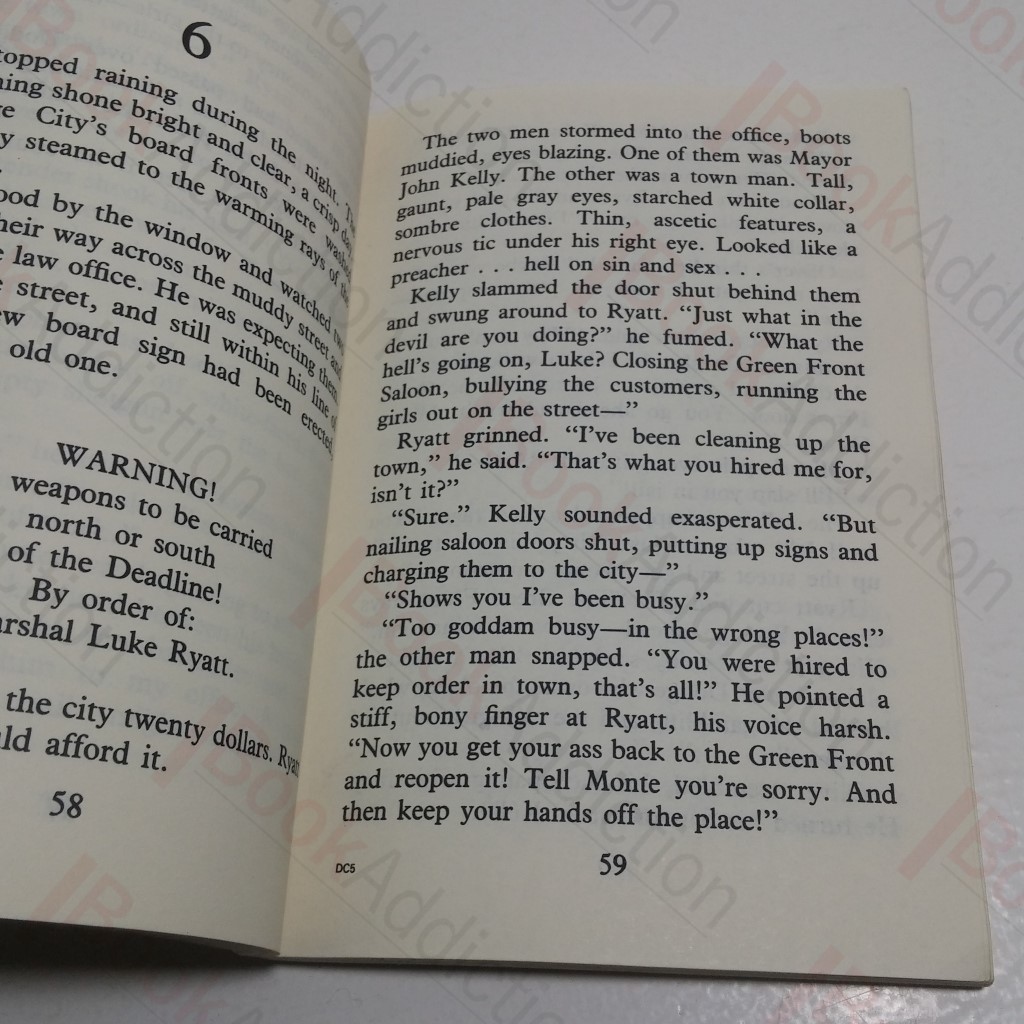 6
topped raining during the night. The
ning shone bright and clear, a crisp day.
ge City's board fronts were washed
y steamed to the warming rays of the
ood by the window and watched two
heir way across the muddy street and
e law office. He was expecting them.
e street, and still within his line of
ew board sign had been erected,
old one.
WARNING!
weapons to be carried
north or south
of the Deadline!
By order of:
arshal Luke Ryatt.
the city twenty dollars. Ryatt
ld afford it.
58
The two men stormed into the office, boots
muddied, eyes blazing. One of them was Mayor
John Kelly. The other was a town man. Tall,
gaunt, pale gray eyes, starched white collar,
sombre clothes. Thin, ascetic features, a
nervous tic under his right eye. Looked like a
preacher . . . hell on sin and sex . . .
Kelly slammed the door shut behind them
and swung around to Ryatt. “Just what in the
devil are you doing?” he fumed. “What the
hell's going on, Luke? Closing the Green Front
Saloon, bullying the customers, running the
girls out on the street—”
Ryatt grinned. “I've been cleaning up the
town,” he said. “That's what you hired me for,
isn't it?”
“Sure.” Kelly sounded exasperated. “But
nailing saloon doors shut, putting up signs and
charging them to the city—”
“Shows you I've been busy.”
“Too goddam busy—in the wrong places!”
the other man snapped. “You were hired to
keep order in town, that's all!” He pointed a
stiff, bony finger at Ryatt, his voice harsh.
“Now you get your ass back to the Green Front
and reopen it! Tell Monte you're sorry. And
then keep your hands off the place!”
DC5
59
BookAddiction